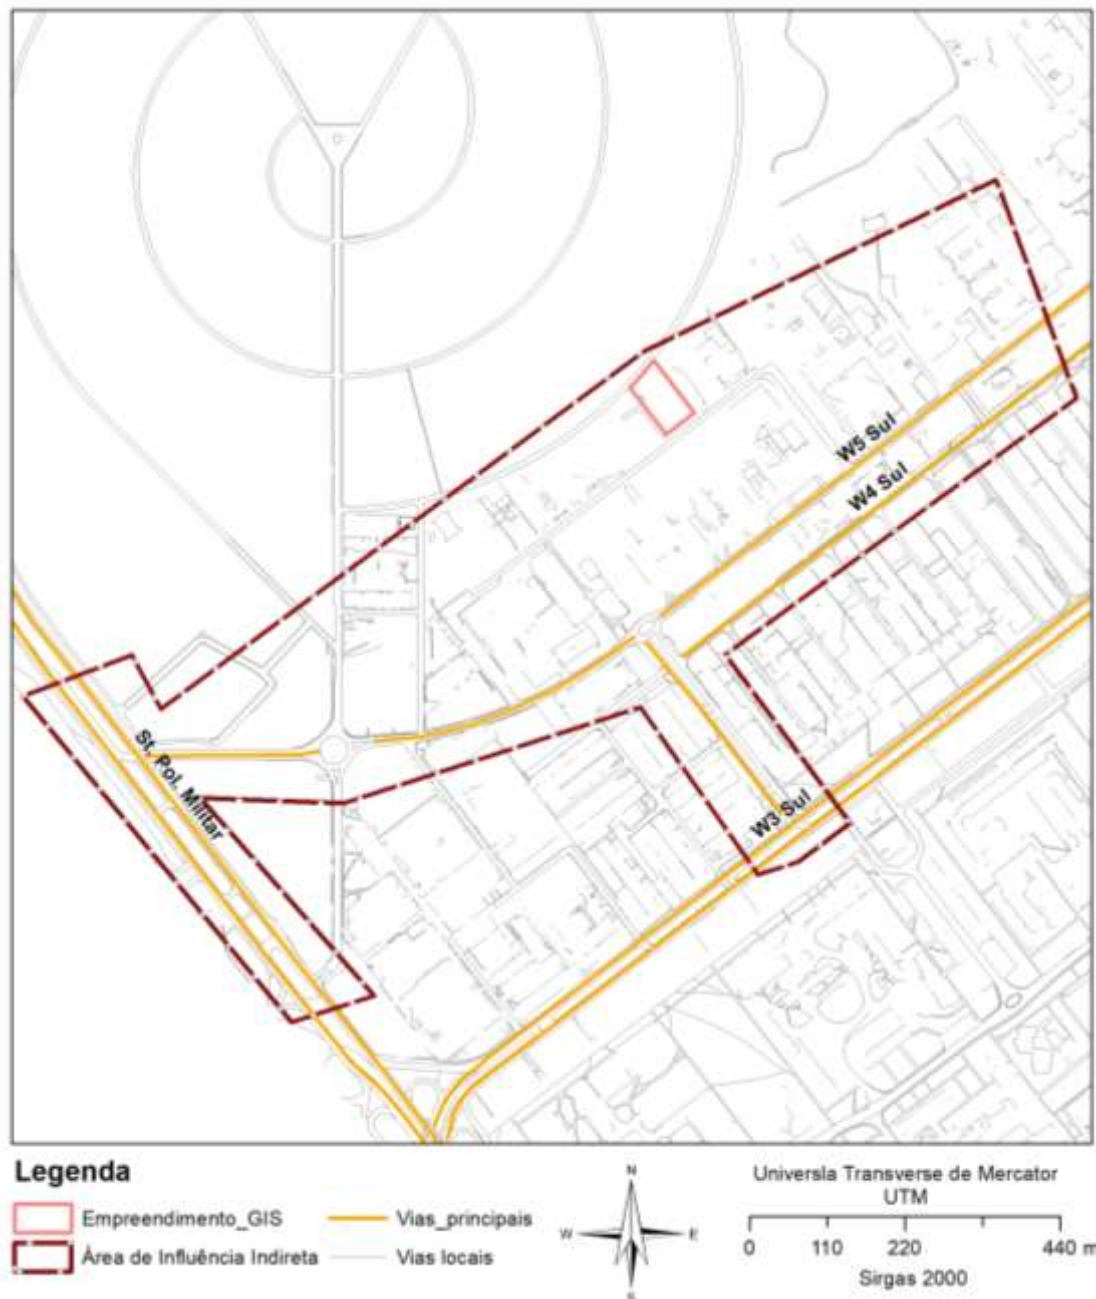 W5 Sul
W4 Sul
St. Pol. Militar
W3 Sul
Legenda
Empreendimento_GIS
Vias_principais
Área de Influência Indireta
Vias locais
N
W E
S
Universla Transverse de Mercator
UTM
0 110 220 440 m
Sirgas 2000